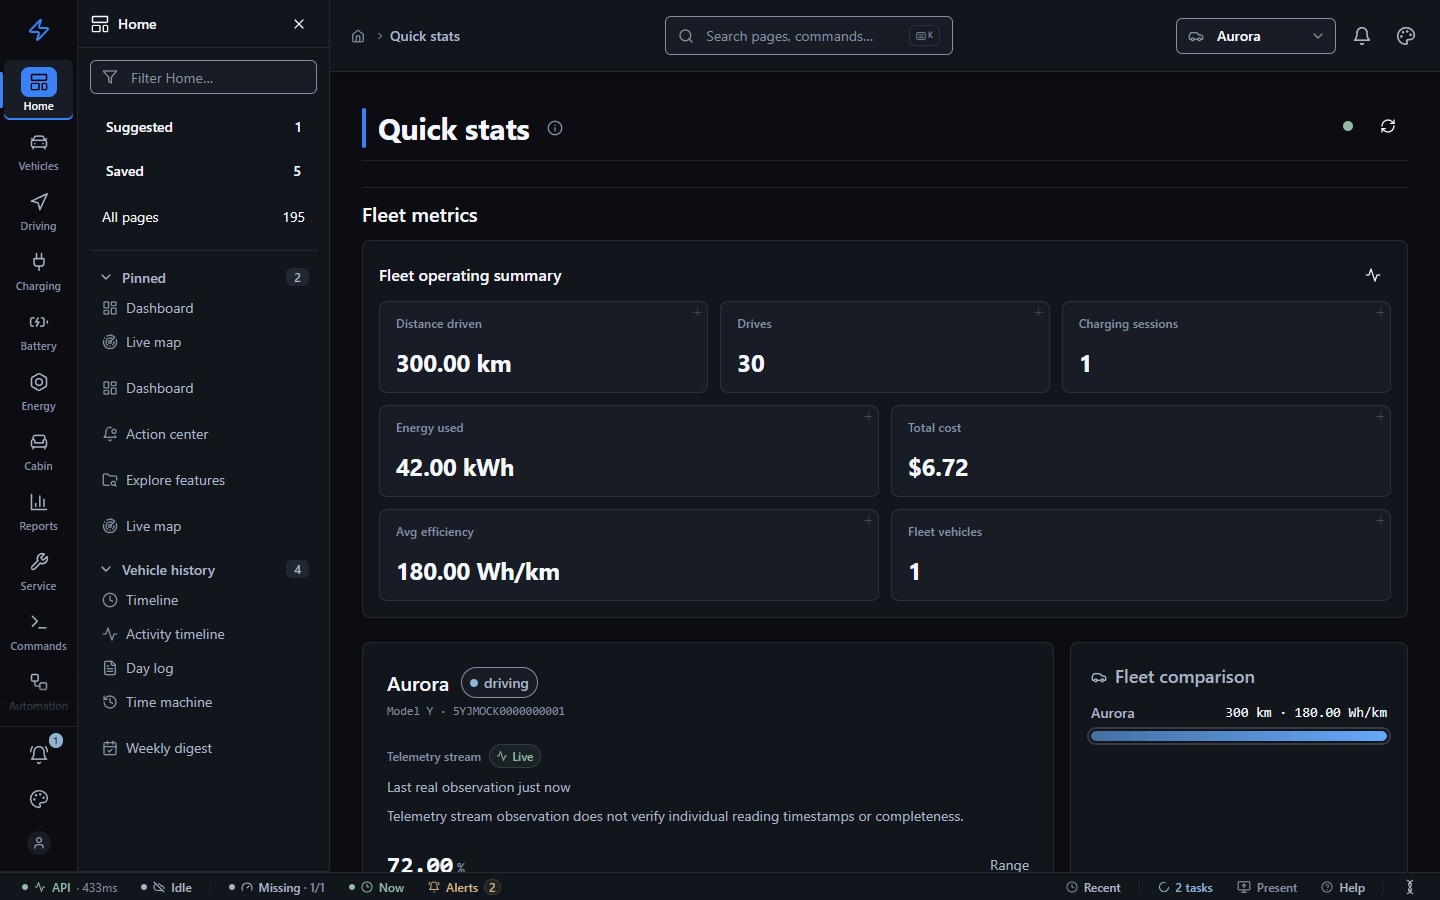 Home
Vehicles
Driving
Charging
Battery
Energy
Cabin
Reports
Service
Commands
Automation
1
Home
Filter Home...
Suggested 1
Saved 5
All pages 195
Pinned 2
Dashboard
Live map
Dashboard
Action center
Explore features
Live map
Vehicle history 4
Timeline
Activity timeline
Day log
Time machine
Weekly digest
Quick stats
Search pages, commands... K
Aurora
Quick stats
Fleet metrics
Fleet operating summary
Distance driven
300.00 km
Drives
30
Charging sessions
1
Energy used
42.00 kWh
Total cost
$6.72
Avg efficiency
180.00 Wh/km
Fleet vehicles
1
Aurora driving
Model Y · 5YJMOCK0000000001
Telemetry stream Live
Last real observation just now
Telemetry stream observation does not verify individual reading timestamps or completeness.
72.00 %
Range
Fleet comparison
Aurora 300 km · 180.00 Wh/km
API · 433ms Idle Missing · 1/1 Now Alerts 2 Recent 2 tasks Present Help